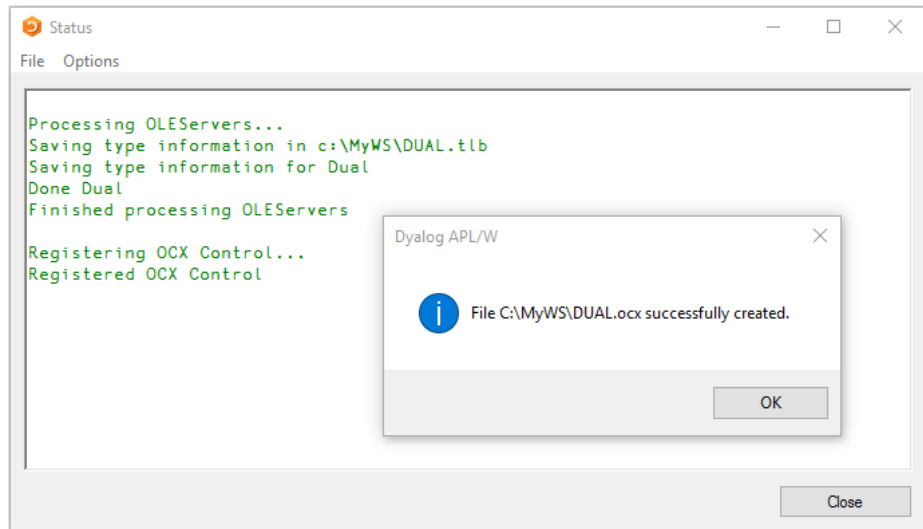 Status
File Options
Processing OLEServers...
Saving type information in c:\MyWS\DUAL.tlb
Saving type information for Dual
Done Dual
Finished processing OLEServers
Registering OCX Control...
Registered OCX Control
Dyalog APL/W
File C:\MyWS\DUAL.ocx successfully created.
OK
Close